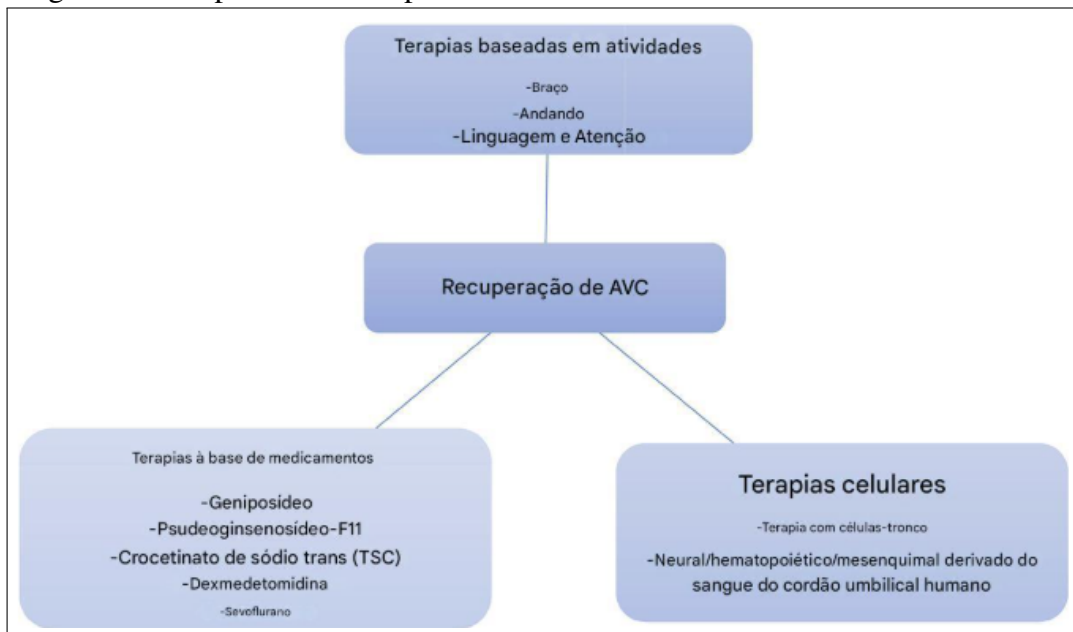 Terapias baseadas em atividades
-Braço
-Andando
-Linguagem e Atenção
Recuperação de AVC
Terapias à base de medicamentos
-Geniposídeo
-Psudeoginsenosídeo-F11
-Crocetinato de sódio trans (TSC)
-Dexmedetomidina
-Sevoflurano
Terapias celulares
-Terapia com células-tronco
-Neural/hematopoiético/mesenquimal derivado do
sangue do cordão umbilical humano